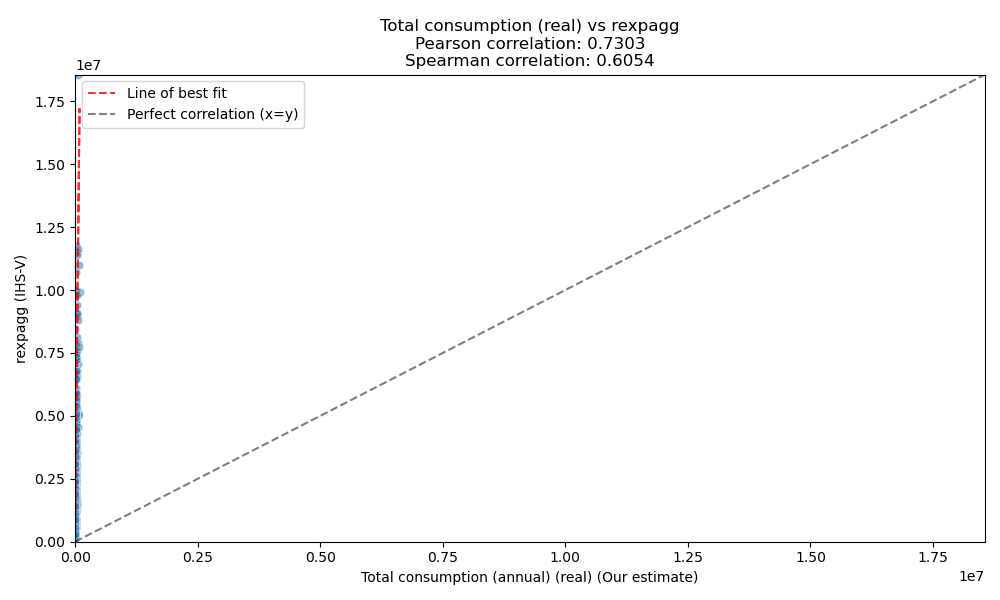 Total consumption (real) vs rexpagg
Pearson correlation: 0.7303
Spearman correlation: 0.6054
1e7
Line of best fit
Perfect correlation (x=y)
1.75
1.50
1.25
1.00
0.75
0.50
0.25
0.00
rexpagg (IHS-V)
0.00 0.25 0.50 0.75 1.00 1.25 1.50 1.75
1e7
Total consumption (annual) (real) (Our estimate)